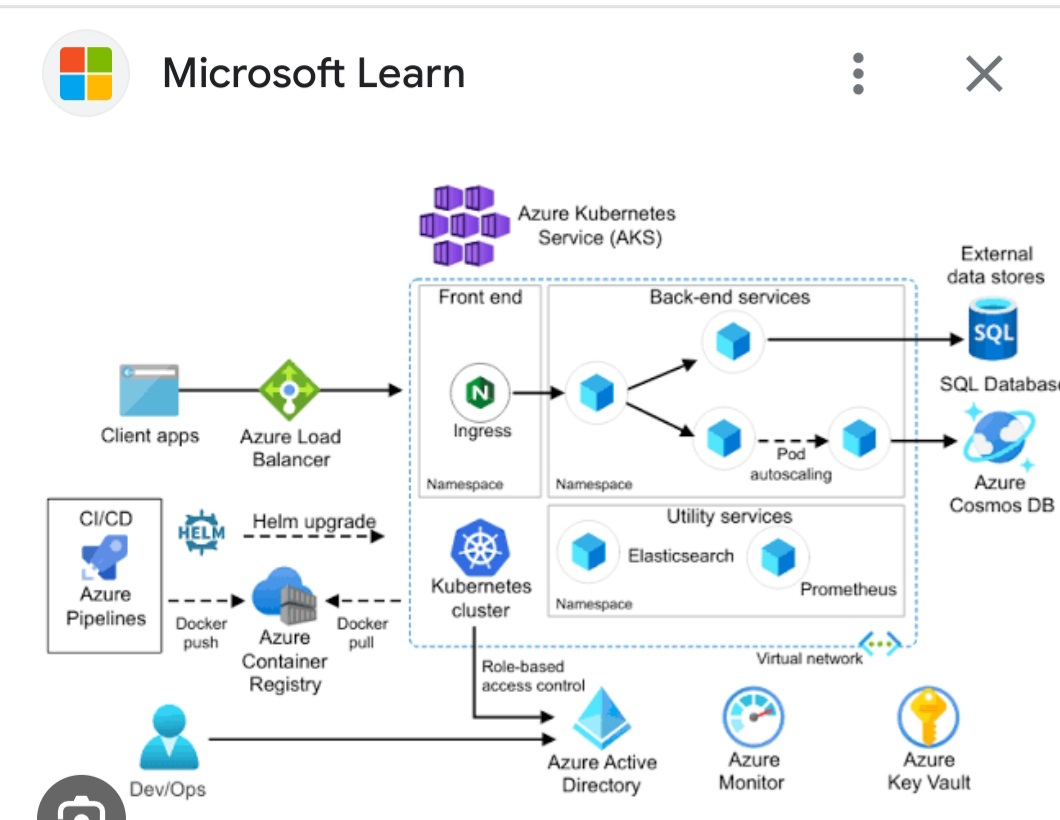 Microsoft Learn
Azure Kubernetes
Service (AKS)
External
data stores
Front end
Back-end services
SQL
SQL Database
Client apps
Azure Load
Balancer
N
Ingress
Pod
autoscaling
Namespace
Namespace
Azure
Cosmos DB
CI/CD
Azure
Pipelines
HELM
Helm upgrade
Utility services
Elasticsearch
Prometheus
Namespace
Kubernetes
cluster
Docker
push
Azure
Container
Registry
Docker
pull
Virtual network
Role-based
access control
Dev/Ops
Azure Active
Directory
Azure
Monitor
Azure
Key Vault